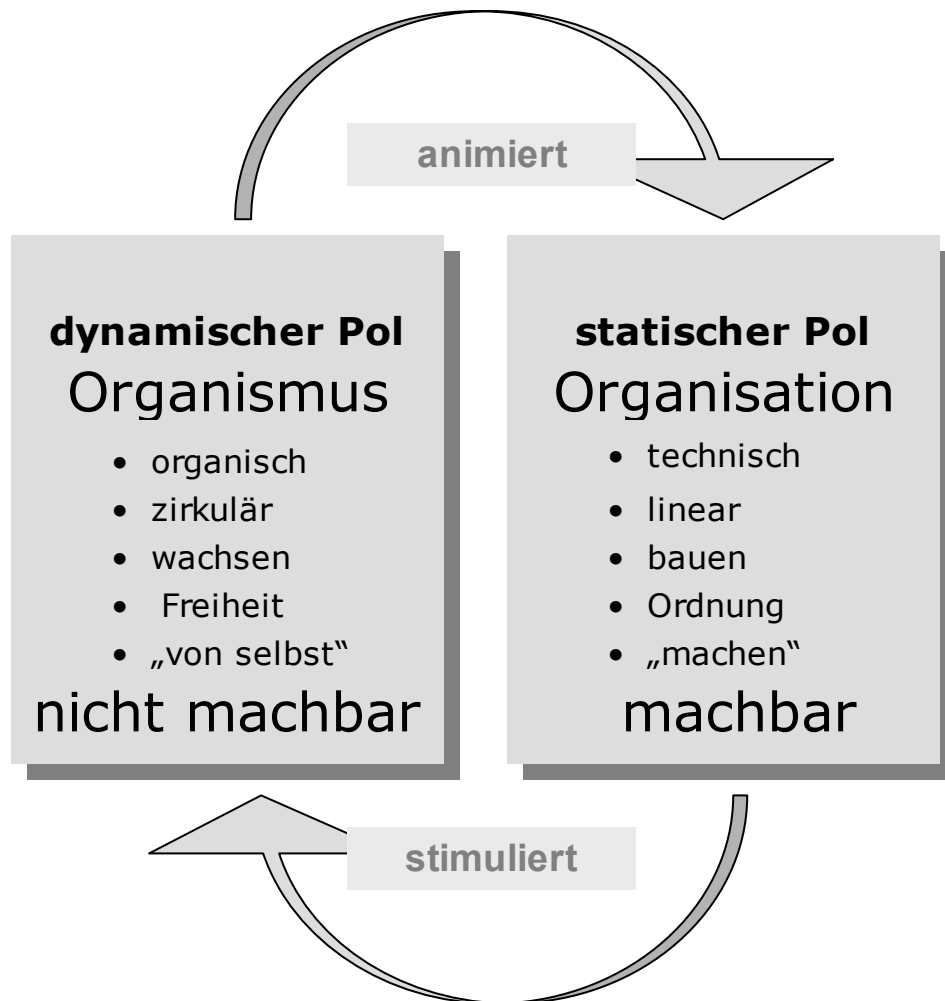 animiert
dynamischer Pol
Organismus
• organisch
• zirkulär
• wachsen
• Freiheit
• „von selbst“
nicht machbar
statischer Pol
Organisation
• technisch
• linear
• bauen
• Ordnung
• „machen“
machbar
stimuliert